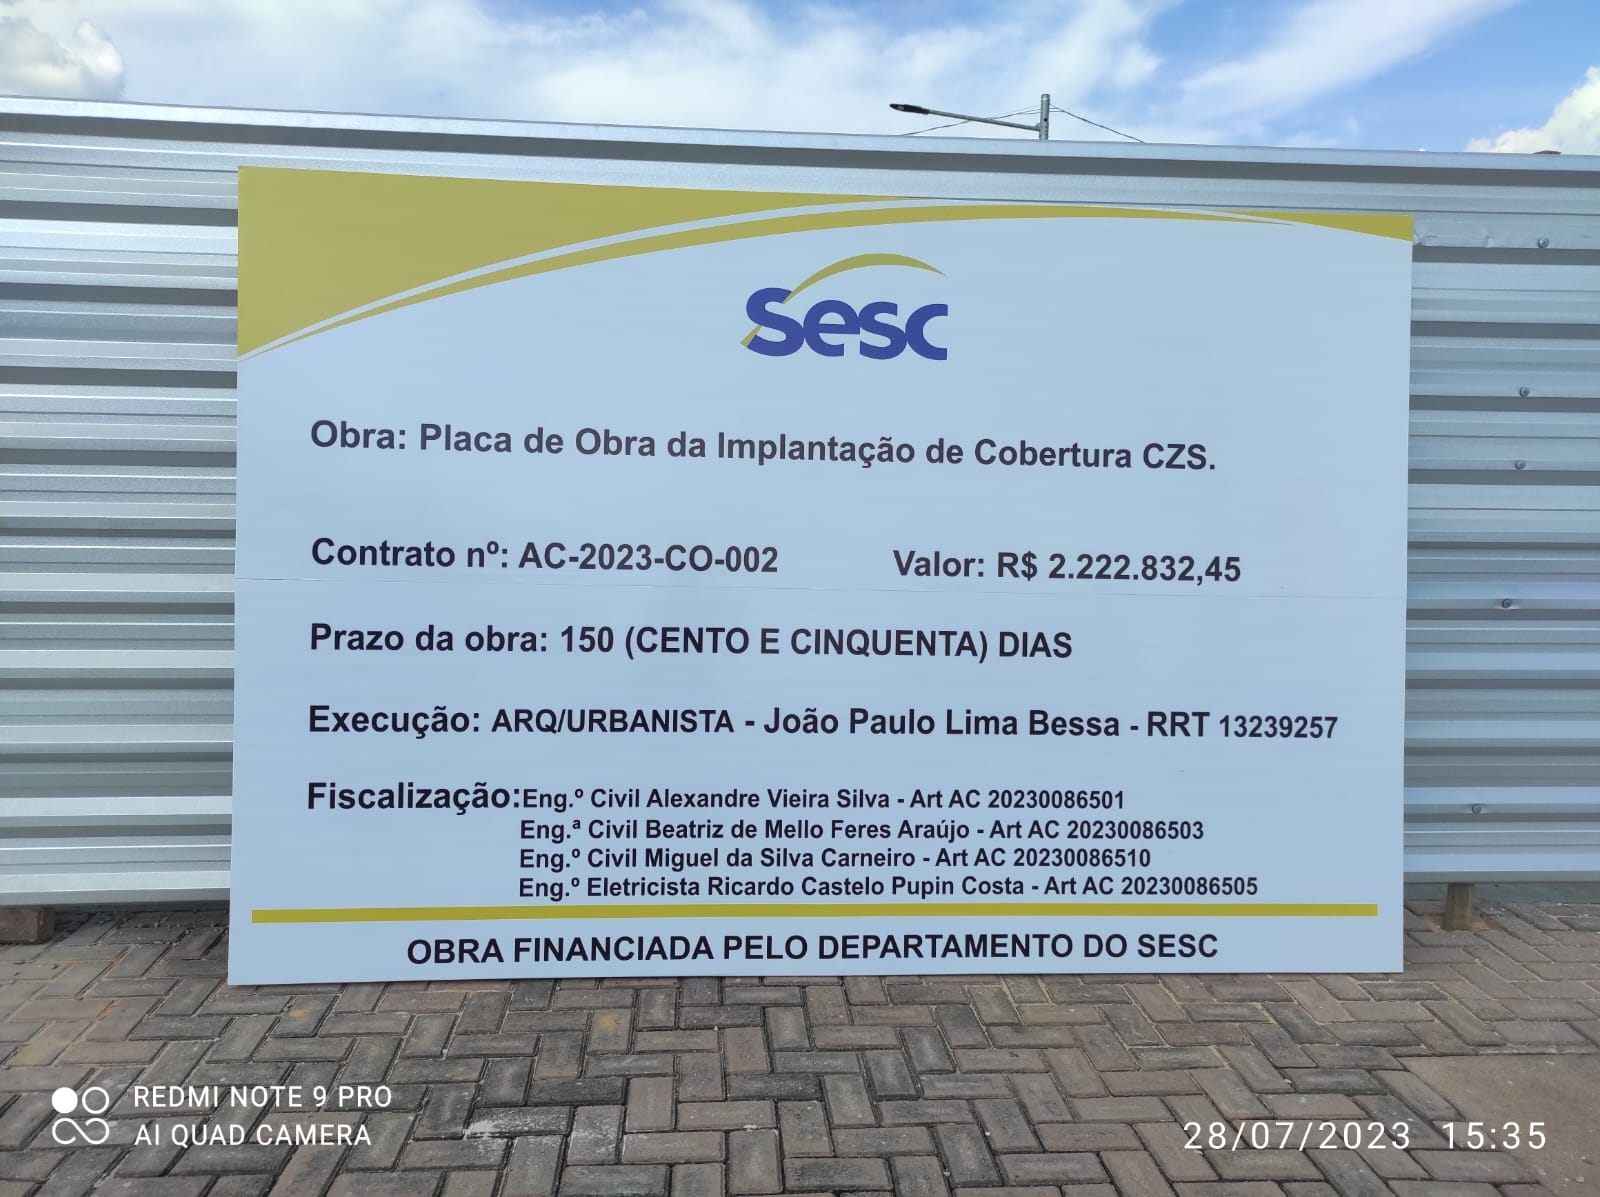 Sesc
Obra: Placa de Obra da Implantação de Cobertura CZS.
Contrato nº: AC-2023-CO-002 Valor: R$ 2.222.832,45
Prazo da obra: 150 (CENTO E CINQUENTA) DIAS
Execução: ARQ/URBANISTA - João Paulo Lima Bessa - RRT 13239257
Fiscalização:Eng.º Civil Alexandre Vieira Silva - Art AC 20230086501
Eng.ª Civil Beatriz de Mello Feres Araújo - Art AC 20230086503
Eng.º Civil Miguel da Silva Carneiro - Art AC 20230086510
Eng.º Eletricista Ricardo Castelo Pupin Costa - Art AC 20230086505
OBRA FINANCIADA PELO DEPARTAMENTO DO SESC
REDMI NOTE 9 PRO
AI QUAD CAMERA
28/07/2023 15:35